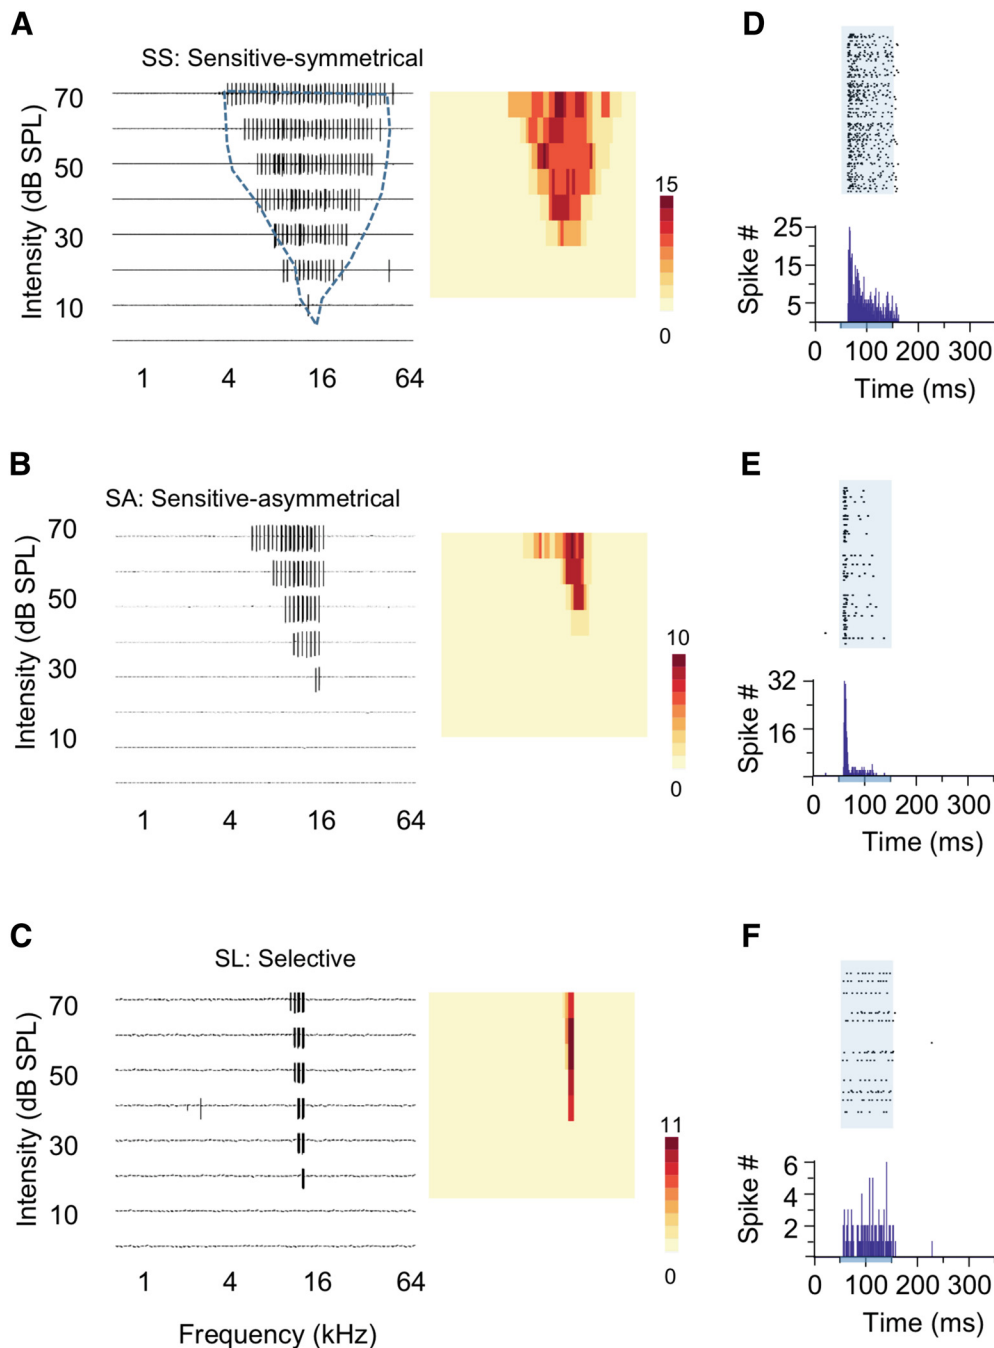 A
SS: Sensitive-symmetrical
Intensity (dB SPL)
70
50
30
10
1 4 16 64
15
0
D
Spike #
25
15
5
0 100 200 300
Time (ms)
B
SA: Sensitive-asymmetrical
Intensity (dB SPL)
70
50
30
10
1 4 16 64
10
0
E
Spike #
32
16
0 100 200 300
Time (ms)
C
SL: Selective
Intensity (dB SPL)
70
50
30
10
1 4 16 64
Frequency (kHz)
11
0
F
Spike #
6
4
2
0 100 200 300
Time (ms)